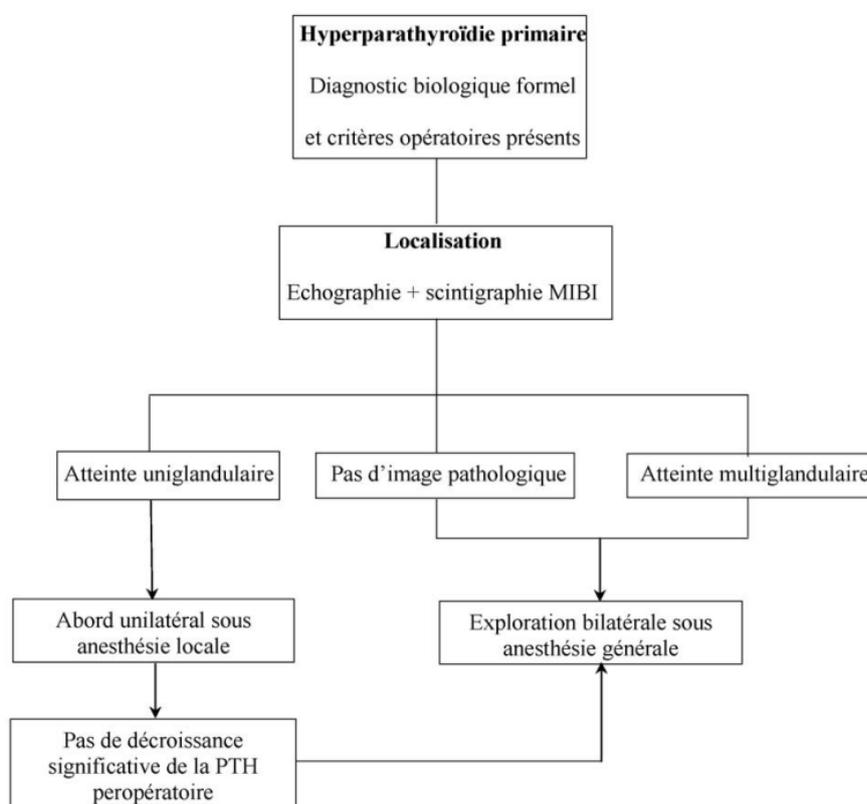 Hyperparathyroïdie primaire
Diagnostic biologique formel
et critères opératoires présents
Localisation
Echographie + scintigraphie MIBI
Atteinte uniglandulaire
Pas d’image pathologique
Atteinte multiglandulaire
Abord unilatéral sous
anesthésie locale
Exploration bilatérale sous
anesthésie générale
Pas de décroissance
significative de la PTH
peropératoire